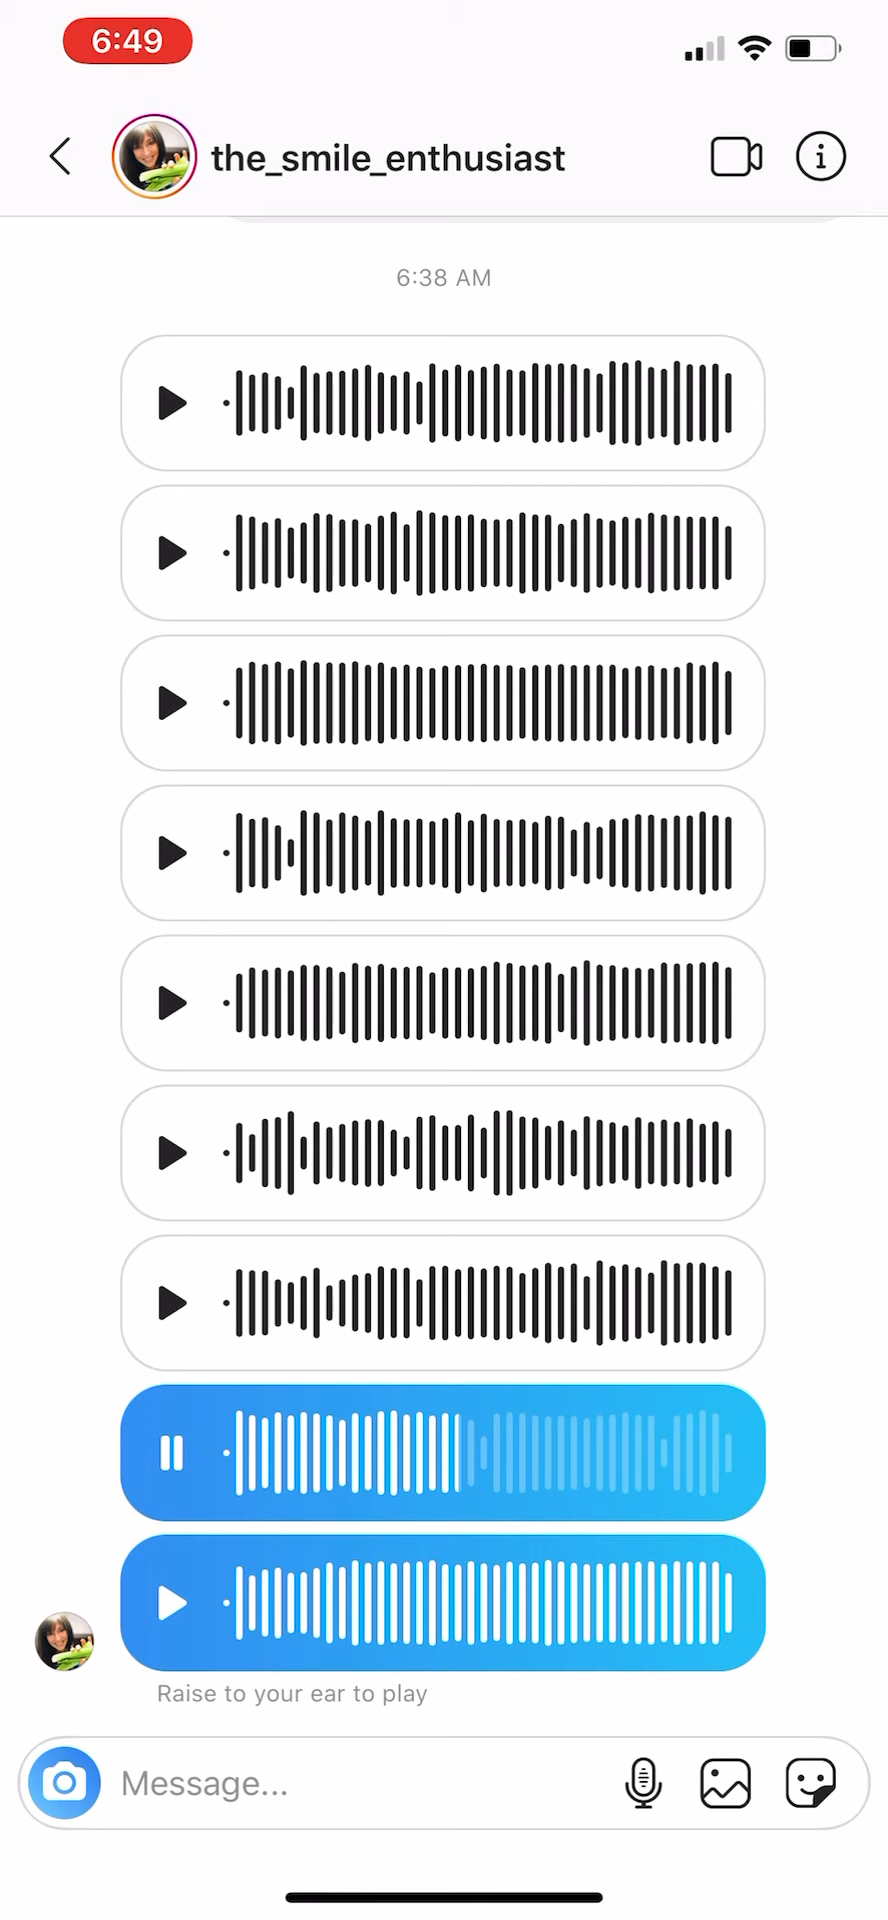 6:49
the_smile_enthusiast
6:38 AM
Raise to your ear to play
Message...